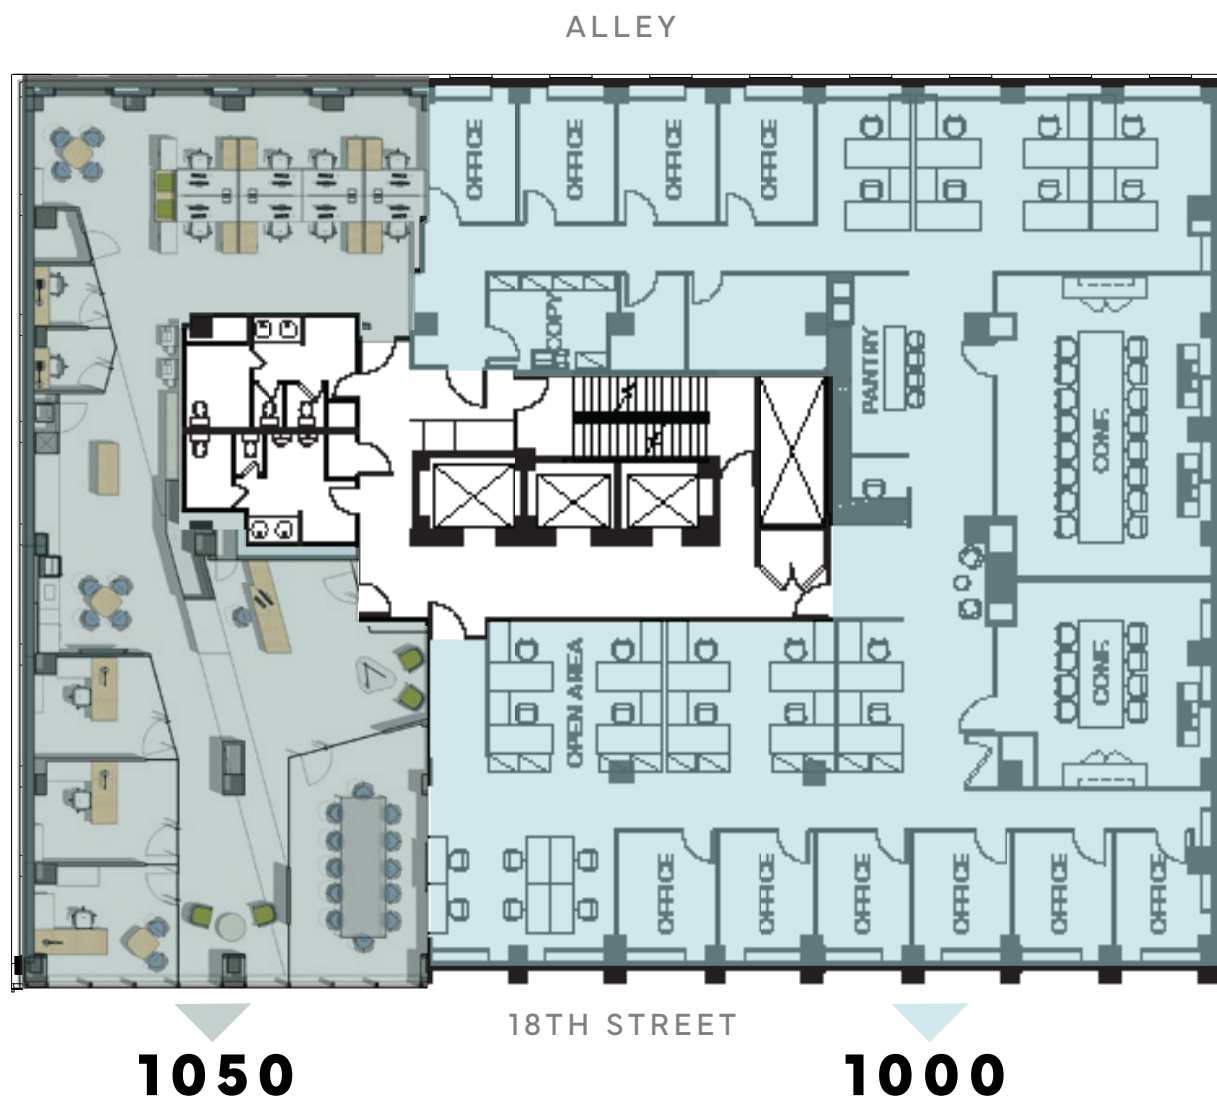 ALLEY
OFFICE
OFFICE
OFFICE
OFFICE
COPY
PANTRY
CONF.
OPEN AREA
CONF.
OFFICE
OFFICE
OFFICE
OFFICE
OFFICE
OFFICE
18TH STREET
1050
1000